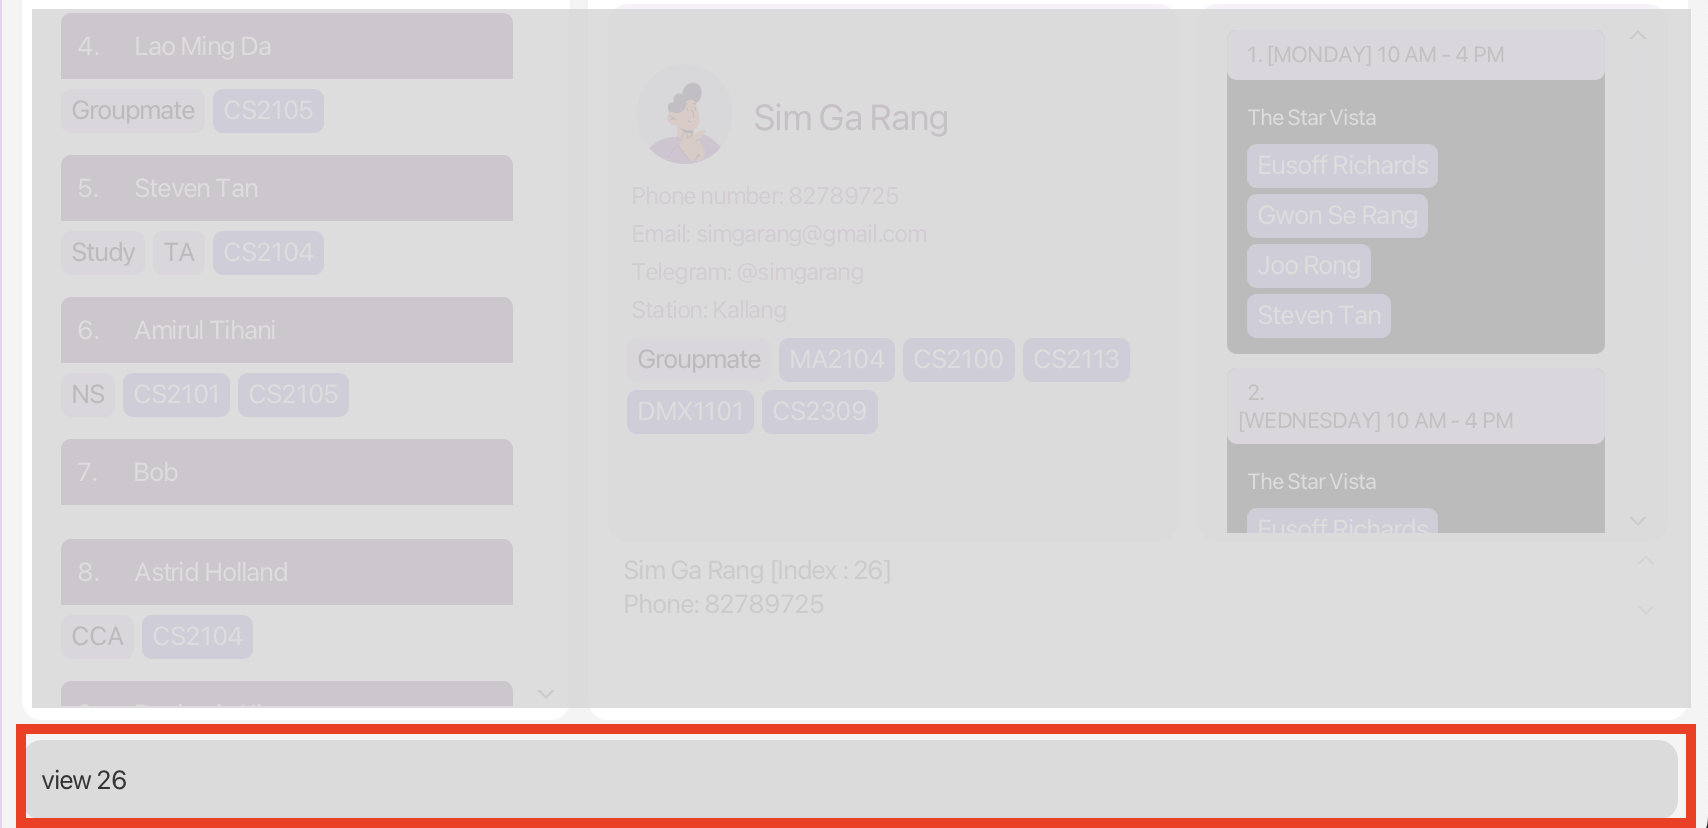 4. Lao Ming Da
Groupmate CS2105
5. Steven Tan
Study TA CS2104
6. Amirul Tihani
NS CS2101 CS2105
7. Bob
8. Astrid Holland
CCA CS2104
Sim Ga Rang
Phone number: 82789725
Email: simgarang@gmail.com
Telegram: @simgarang
Station: Kallang
Groupmate MA2104 CS2100 CS2113
DMX1101 CS2309
1. [MONDAY] 10 AM - 4 PM
The Star Vista
Eusoff Richards
Gwon Se Rang
Joo Rong
Steven Tan
2.
[WEDNESDAY] 10 AM - 4 PM
The Star Vista
Eusoff Richards
Sim Ga Rang [Index : 26]
Phone: 82789725
view 26